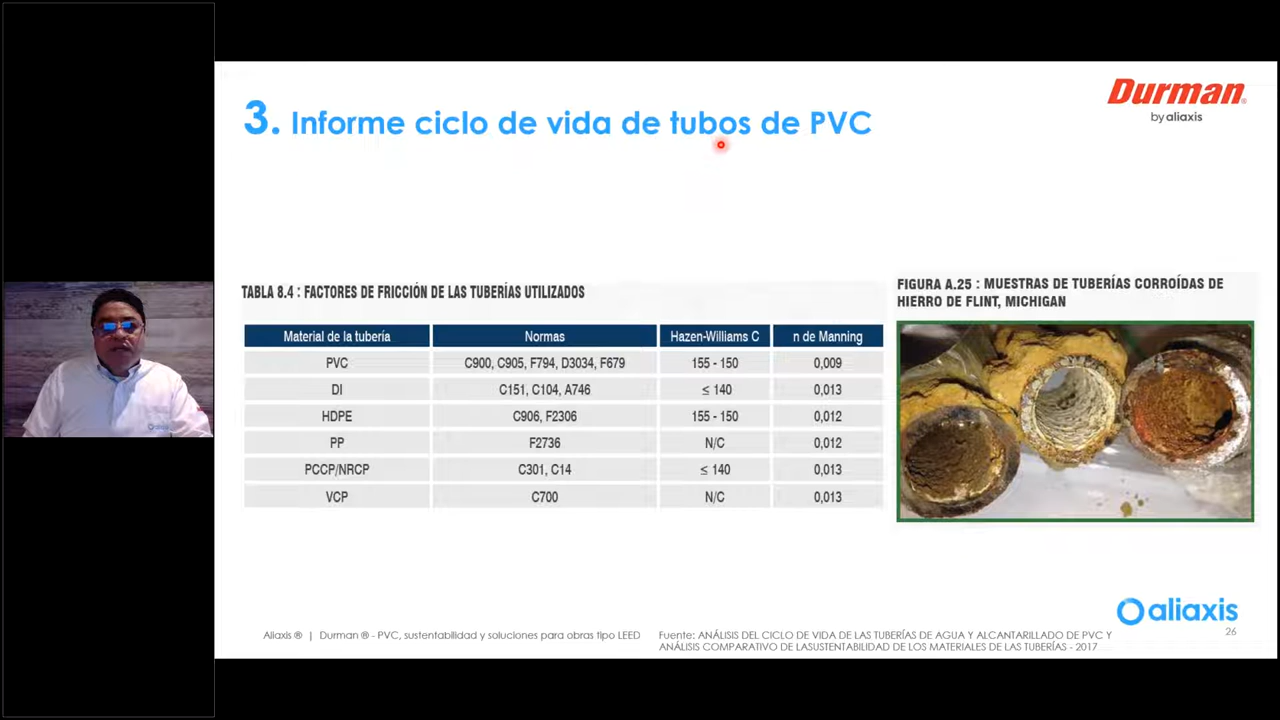 3. Informe ciclo de vida de tubos de PVC
Durman®
by aliaxis
TABLA 8.4 : FACTORES DE FRICCIÓN DE LAS TUBERÍAS UTILIZADOS
Material de la tubería Normas Hazen-Williams C n de Manning
PVC C900, C905, F794, D3034, F679 155 - 150 0,009
DI C151, C104, A746 ≤ 140 0,013
HDPE C906, F2306 155 - 150 0,012
PP F2736 N/C 0,012
PCCP/NRCP C301, C14 ≤ 140 0,013
VCP C700 N/C 0,013
FIGURA A.25 : MUESTRAS DE TUBERÍAS CORROÍDAS DE
HIERRO DE FLINT, MICHIGAN
aliaxis
26
Aliaxis ® | Durman ® - PVC, sustentabilidad y soluciones para obras tipo LEED
Fuente: ANÁLISIS DEL CICLO DE VIDA DE LAS TUBERÍAS DE AGUA Y ALCANTARILLADO DE PVC Y
ANÁLISIS COMPARATIVO DE LASUSTENTABILIDAD DE LOS MATERIALES DE LAS TUBERÍAS - 2017